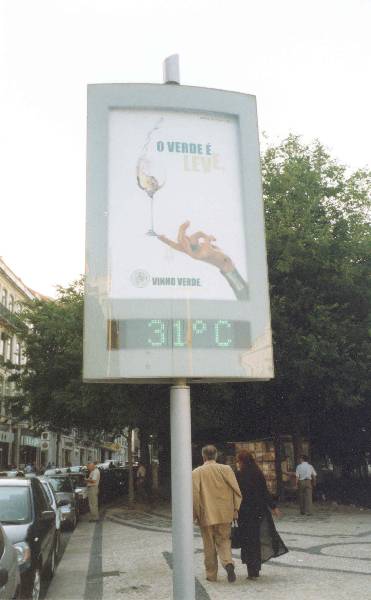 O VERDE É
LEVE.
VINHO VERDE.
31°C